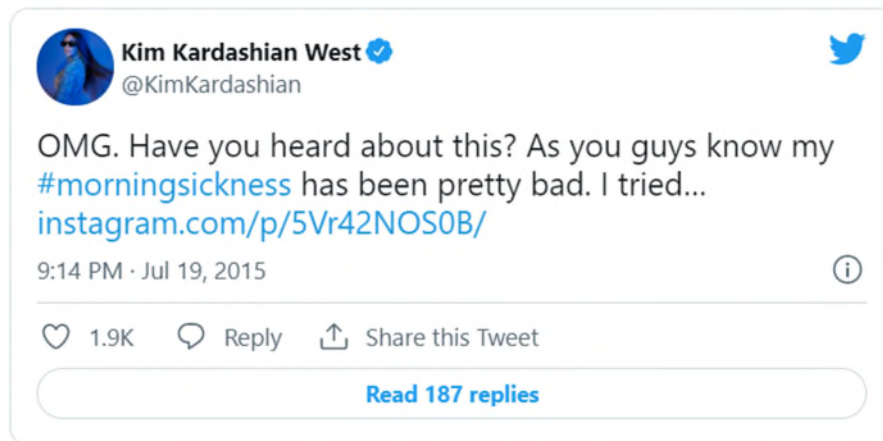 Kim Kardashian West
@KimKardashian
OMG. Have you heard about this? As you guys know my
#morningsickness has been pretty bad. I tried...
instagram.com/p/5Vr42NOS0B/
9:14 PM · Jul 19, 2015
1.9K Reply Share this Tweet
Read 187 replies